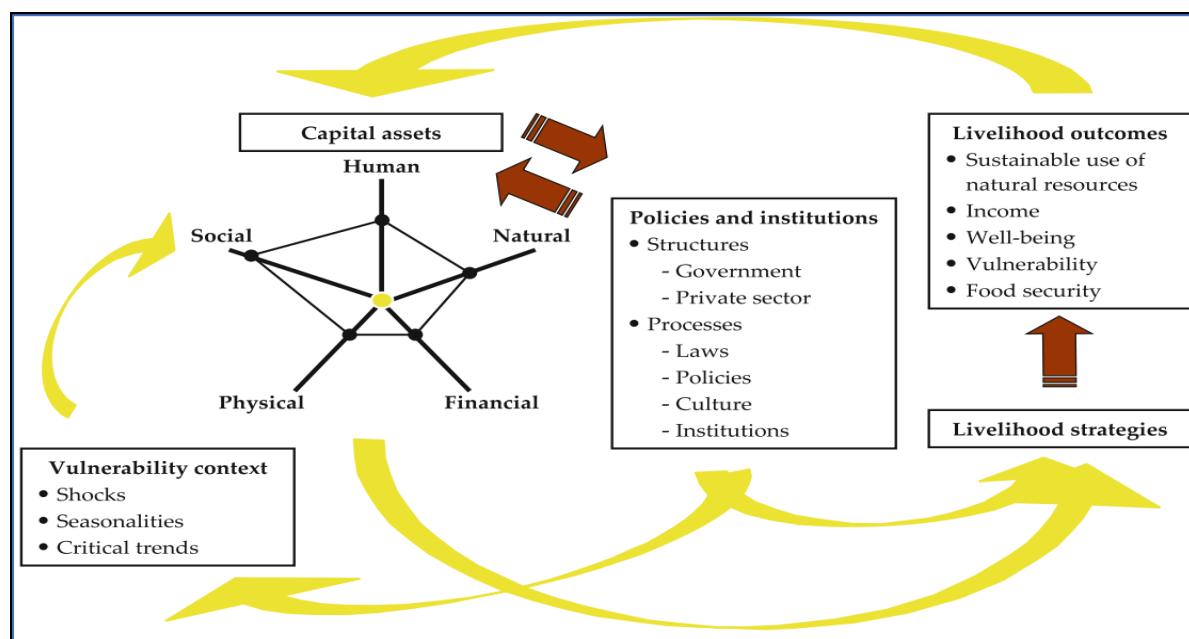 Capital assets
Human
Social
Natural
Physical
Financial
Vulnerability context
• Shocks
• Seasonalities
• Critical trends
Policies and institutions
• Structures
- Government
- Private sector
• Processes
- Laws
- Policies
- Culture
- Institutions
Livelihood outcomes
• Sustainable use of
natural resources
• Income
• Well-being
• Vulnerability
• Food security
Livelihood strategies